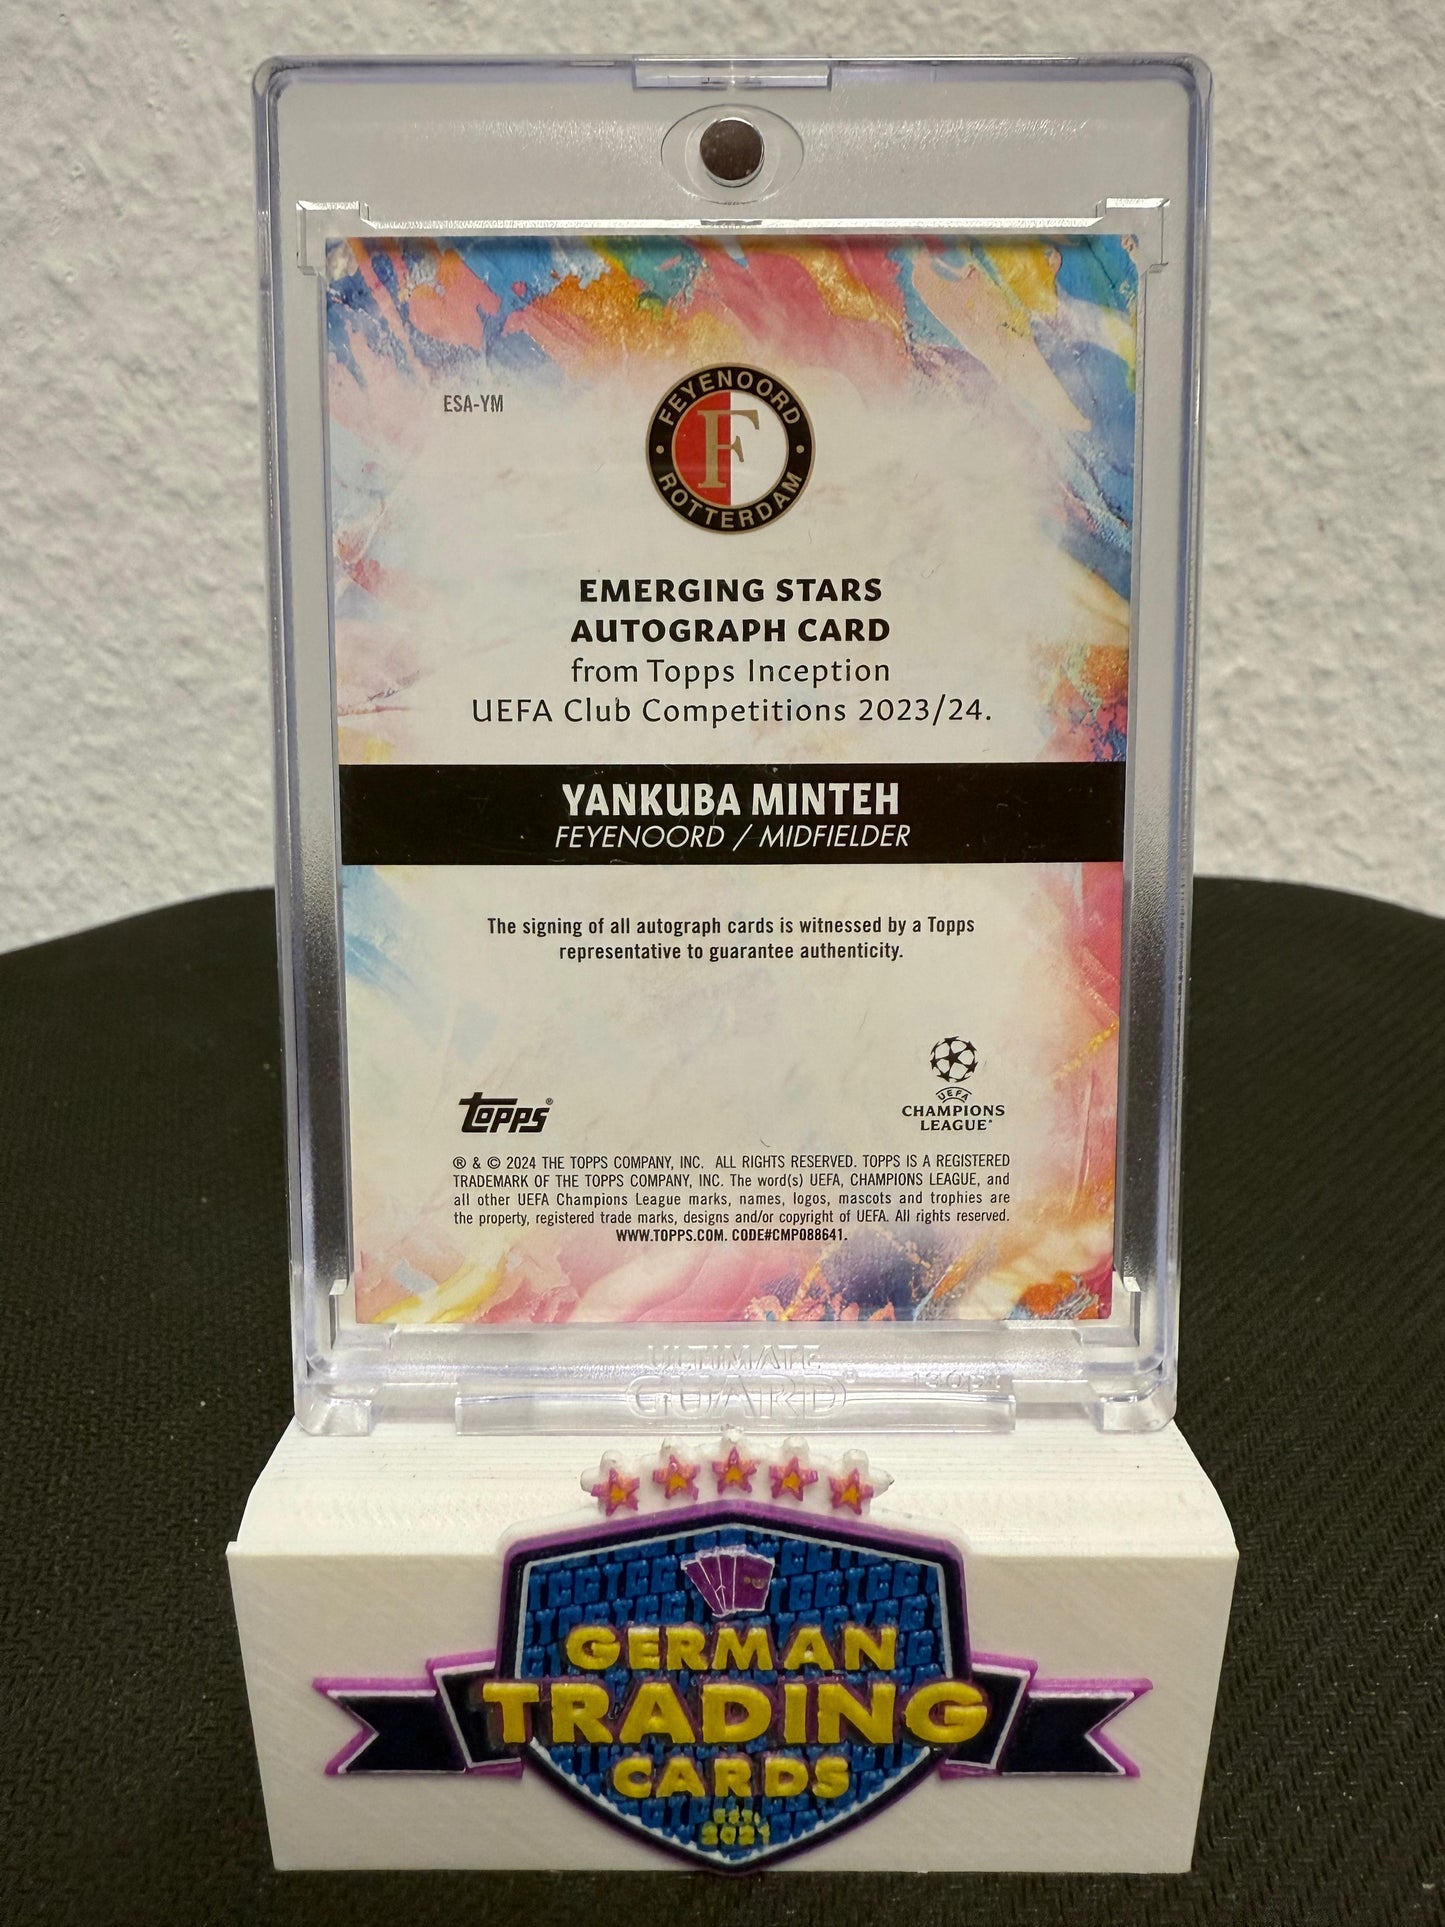 ESA-YM
FEYENOORD
F
ROTTERDAM
EMERGING STARS
AUTOGRAPH CARD
from Topps Inception
UEFA Club Competitions 2023/24.
YANKUBA MINTEH
FEYENOORD / MIDFIELDER
The signing of all autograph cards is witnessed by a Topps
representative to guarantee authenticity.
topps®
UEFA
CHAMPIONS
LEAGUE®
® & © 2024 THE TOPPS COMPANY, INC. ALL RIGHTS RESERVED. TOPPS IS A REGISTERED
TRADEMARK OF THE TOPPS COMPANY, INC. The word(s) UEFA, CHAMPIONS LEAGUE, and
all other UEFA Champions League marks, names, logos, mascots and trophies are
the property, registered trade marks, designs and/or copyright of UEFA. All rights reserved.
WWW.TOPPS.COM. CODE#CMP088641.
ULTIMATE
GUARD®
GERMAN
TRADING
CARDS
EST.
2021